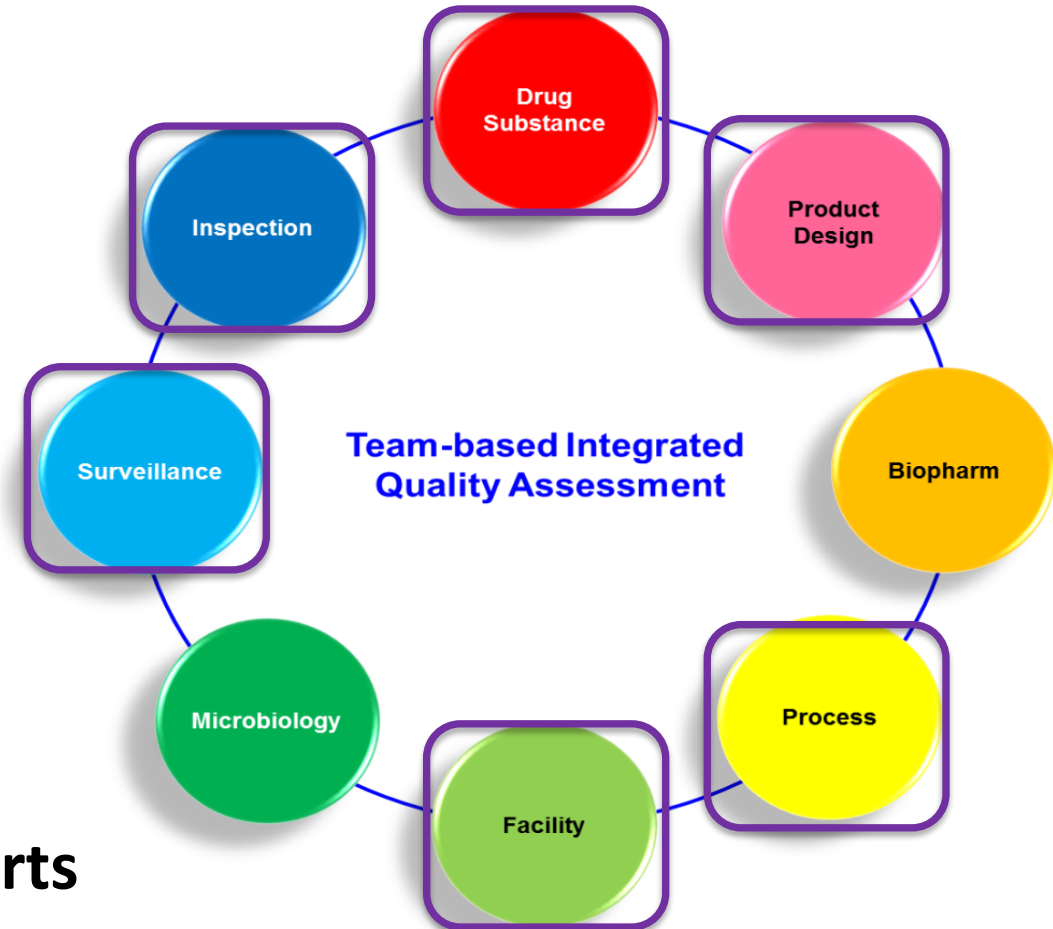 Drug
Substance
Product
Design
Inspection
Team-based Integrated
Quality Assessment
Surveillance
Biopharm
Microbiology
Process
Facility
rts